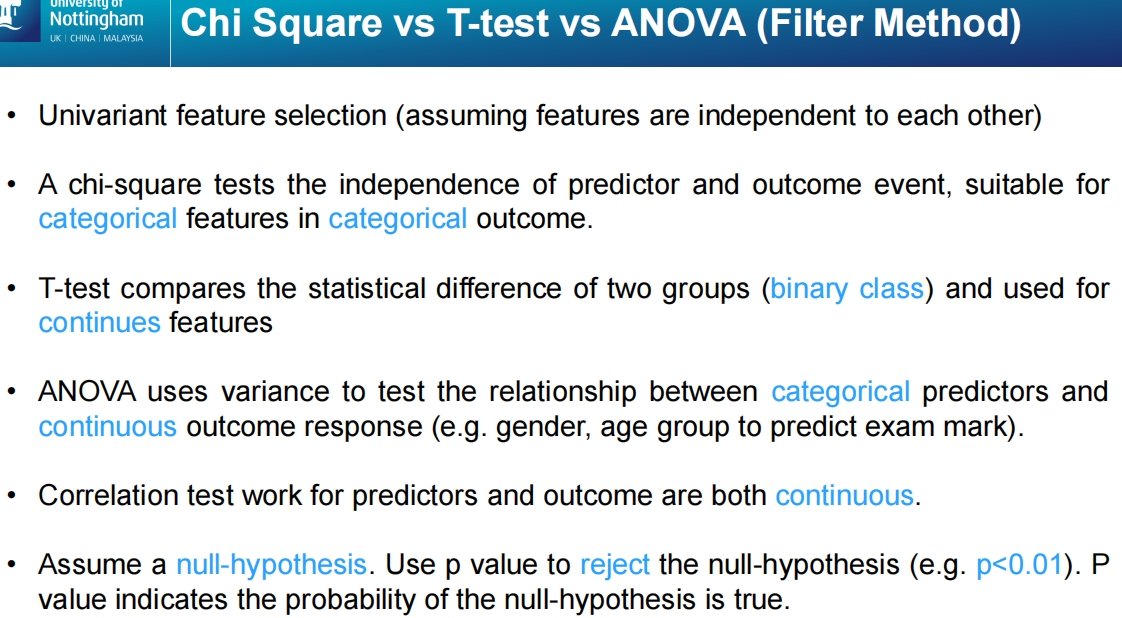 University of
Nottingham
UK | CHINA | MALAYSIA
Chi Square vs T-test vs ANOVA (Filter Method)
• Univariant feature selection (assuming features are independent to each other)
• A chi-square tests the independence of predictor and outcome event, suitable for
categorical features in categorical outcome.
• T-test compares the statistical difference of two groups (binary class) and used for
continues features
• ANOVA uses variance to test the relationship between categorical predictors and
continuous outcome response (e.g. gender, age group to predict exam mark).
• Correlation test work for predictors and outcome are both continuous.
• Assume a null-hypothesis. Use p value to reject the null-hypothesis (e.g. p<0.01). P
value indicates the probability of the null-hypothesis is true.